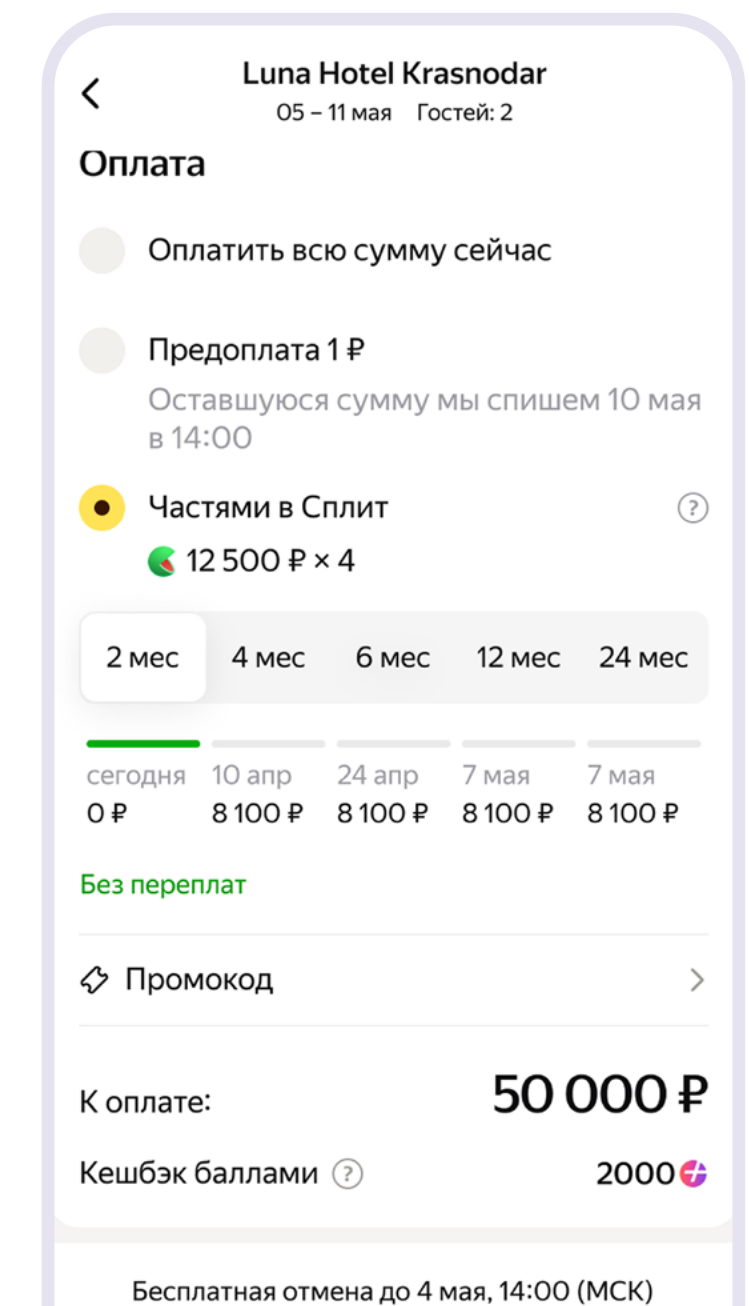 Luna Hotel Krasnodar
05 – 11 мая Гостей: 2
Оплата
Оплатить всю сумму сейчас
Предоплата 1 ₽
Оставшуюся сумму мы спишем 10 мая
в 14:00
Частями в Сплит
?
12 500 ₽ × 4
2 мес 4 мес 6 мес 12 мес 24 мес
сегодня 10 апр 24 апр 7 мая 7 мая
0 ₽ 8 100 ₽ 8 100 ₽ 8 100 ₽ 8 100 ₽
Без переплат
Промокод
К оплате: 50 000 ₽
Кешбэк баллами ? 2000
Бесплатная отмена до 4 мая, 14:00 (МСК)